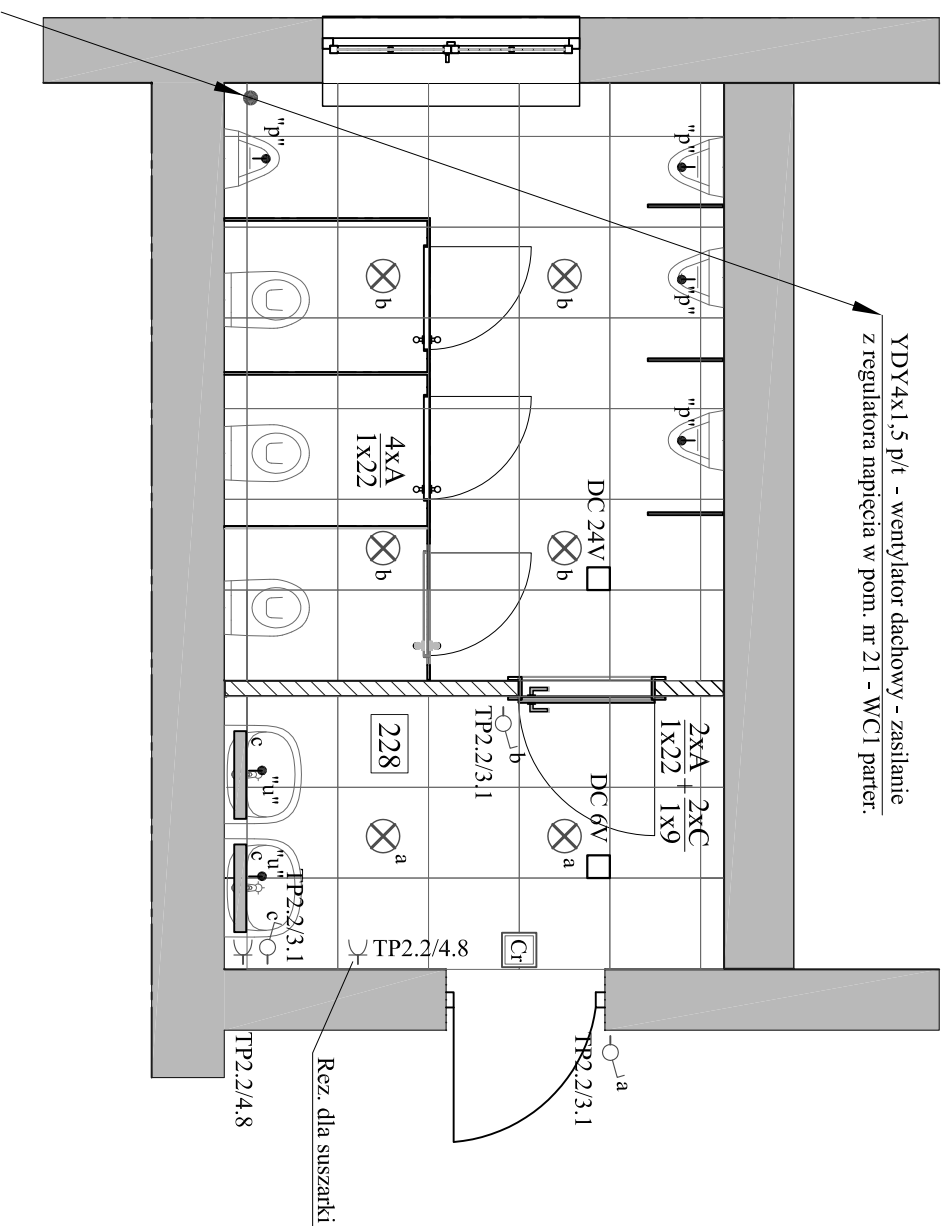 YDY4x1,5 p/t - wentylator dachowy - zasilanie
z regulatora napięcia w pom. nr 21 - WC1 parter.
"p"
"p"
"p"
"p"
b
b
b
b
4xA
1x22
DC 24V
2xA + 2xC
1x22 1x9
b
TP2.2/3.1
228
DC 6V
a
a
c
"u"
c
"u"
TP2.2/3.1
c
TP2.2/4.8
Cr
a
TP2.2/3.1
TP2.2/4.8
Rez. dla suszarki